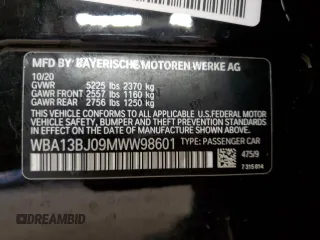 MFD BY BAYERISCHE MOTOREN WERKE AG
10/20
GVWR 5225 lbs 2370 kg
GAWR FRONT 2557 lbs 1160 kg
GAWR REAR 2756 lbs 1250 kg
THIS VEHICLE CONFORMS TO ALL APPLICABLE
U.S. FEDERAL MOTOR VEHICLE SAFETY, BUMPER, AND
THEFT PREVENTION STANDARDS IN EFFECT ON THE
DATE OF MANUFACTURE SHOWN ABOVE.
WBA13BJ09MWW98601 TYPE: PASSENGER CAR
475/9
7 315 814